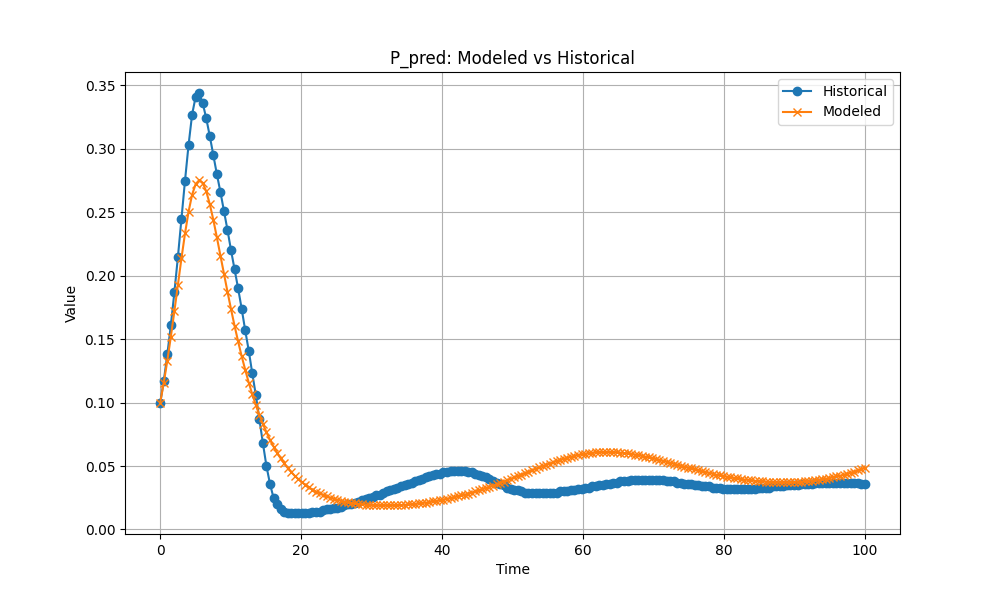 P_pred: Modeled vs Historical
Historical
Modeled
Value
0.35
0.30
0.25
0.20
0.15
0.10
0.05
0.00
0 20 40 60 80 100
Time